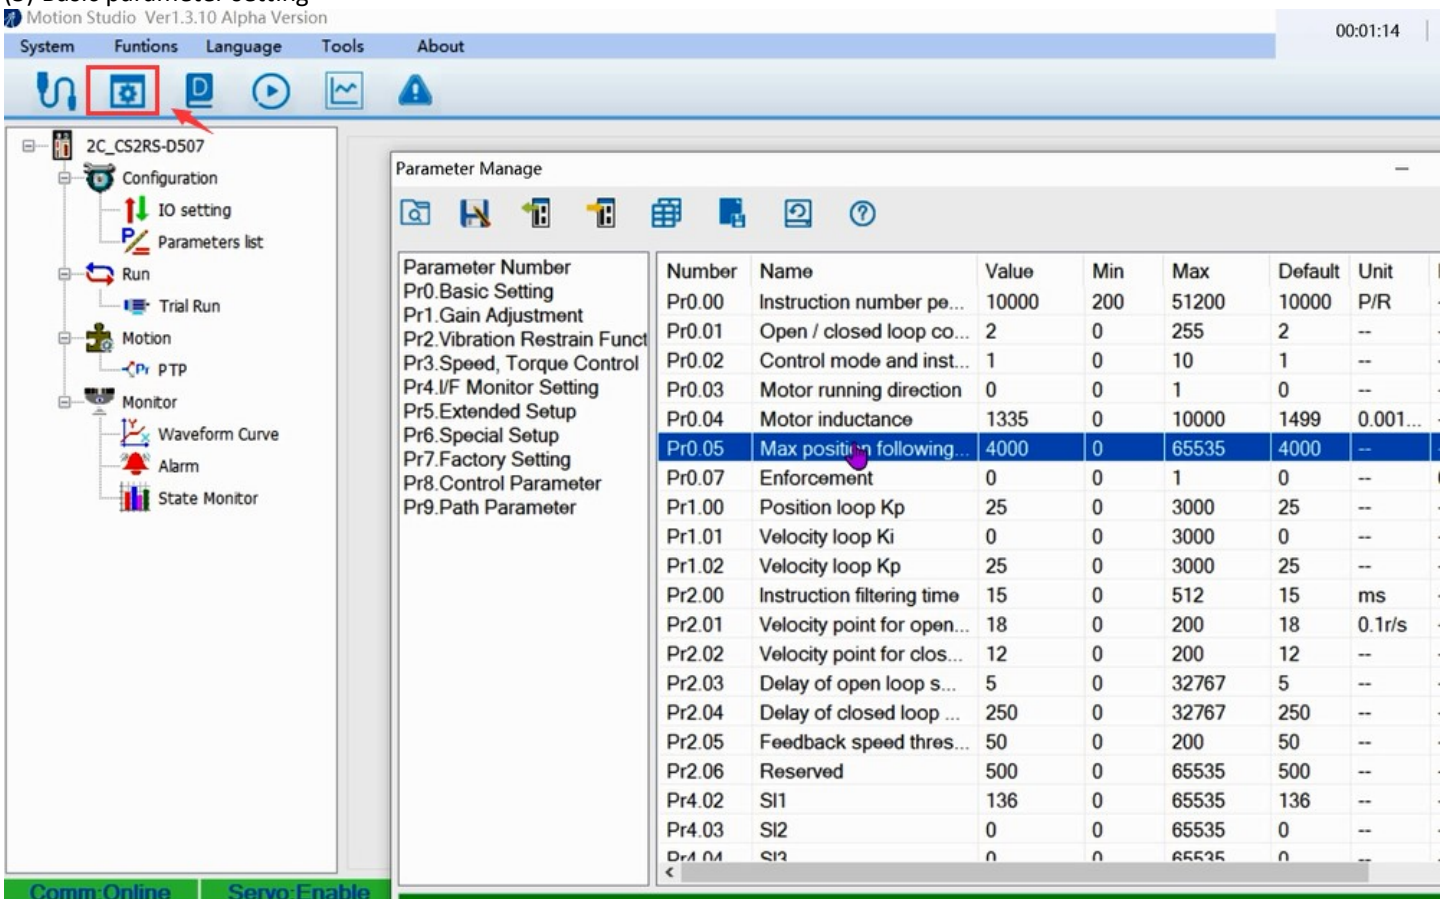 (3) Basic parameter setting
Motion Studio Ver1.3.10 Alpha Version
00:01:14
System Funtions Language Tools About
2C_CS2RS-D507
Configuration
IO setting
Parameters list
Run
Trial Run
Motion
PTP
Monitor
Waveform Curve
Alarm
State Monitor
Comm:Online Servo:Enable
Parameter Manage
Parameter Number
Pr0.Basic Setting
Pr1.Gain Adjustment
Pr2.Vibration Restrain Funct
Pr3.Speed, Torque Control
Pr4.I/F Monitor Setting
Pr5.Extended Setup
Pr6.Special Setup
Pr7.Factory Setting
Pr8.Control Parameter
Pr9.Path Parameter
Number Name Value Min Max Default Unit
Pr0.00 Instruction number pe... 10000 200 51200 10000 P/R
Pr0.01 Open / closed loop co... 2 0 255 2 --
Pr0.02 Control mode and inst... 1 0 10 1 --
Pr0.03 Motor running direction 0 0 1 0 --
Pr0.04 Motor inductance 1335 0 10000 1499 0.001...
Pr0.05 Max position following... 4000 0 65535 4000 --
Pr0.07 Enforcement 0 0 1 0 --
Pr1.00 Position loop Kp 25 0 3000 25 --
Pr1.01 Velocity loop Ki 0 0 3000 0 --
Pr1.02 Velocity loop Kp 25 0 3000 25 --
Pr2.00 Instruction filtering time 15 0 512 15 ms
Pr2.01 Velocity point for open... 18 0 200 18 0.1r/s
Pr2.02 Velocity point for clos... 12 0 200 12 --
Pr2.03 Delay of open loop s... 5 0 32767 5 --
Pr2.04 Delay of closed loop ... 250 0 32767 250 --
Pr2.05 Feedback speed thres... 50 0 200 50 --
Pr2.06 Reserved 500 0 65535 500 --
Pr4.02 SI1 136 0 65535 136 --
Pr4.03 SI2 0 0 65535 0 --
Pr4.04 SI3 0 0 65535 0 --